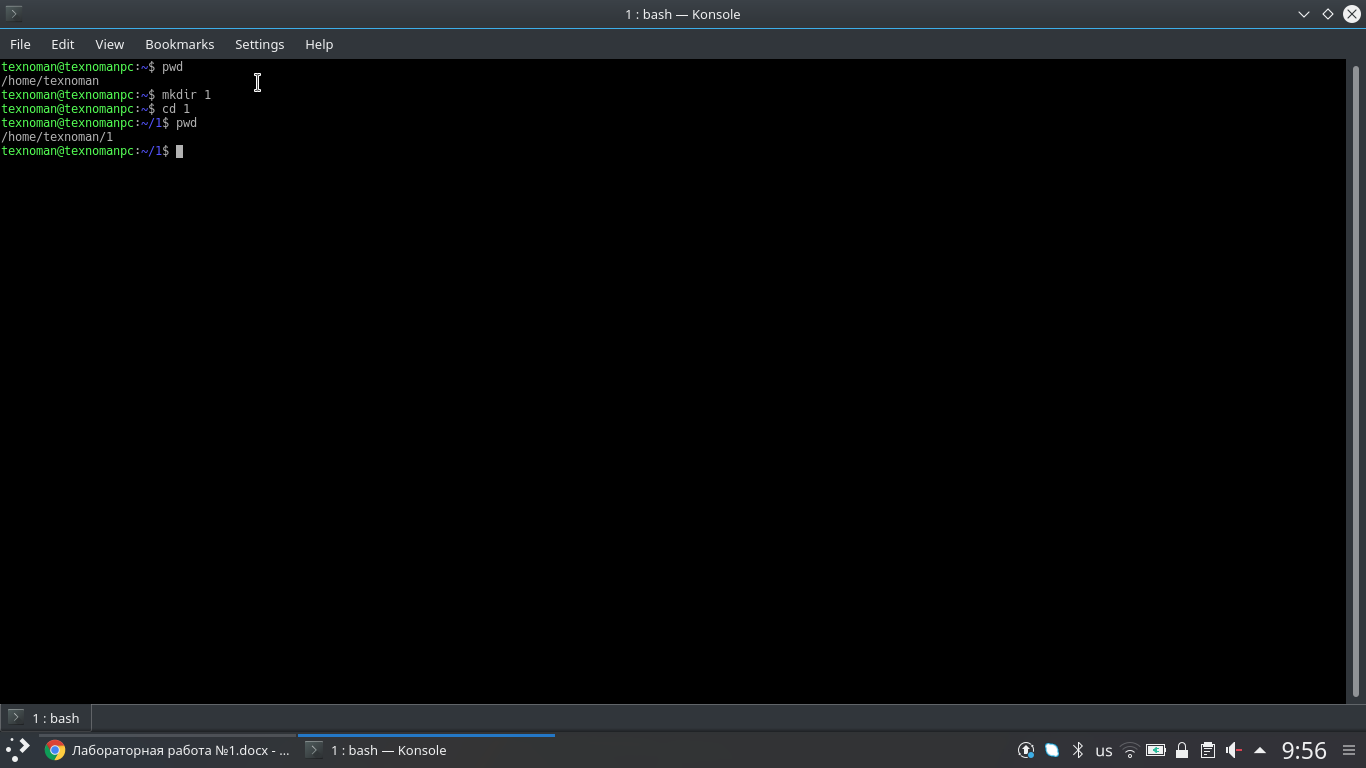 1 : bash — Konsole
File Edit View Bookmarks Settings Help
texnoman@texnomanpc:~$ pwd
/home/texnoman
texnoman@texnomanpc:~$ mkdir 1
texnoman@texnomanpc:~$ cd 1
texnoman@texnomanpc:~/1$ pwd
/home/texnoman/1
texnoman@texnomanpc:~/1$
1 : bash
Лабораторная работа №1.docx - ... 1 : bash — Konsole us 9:56